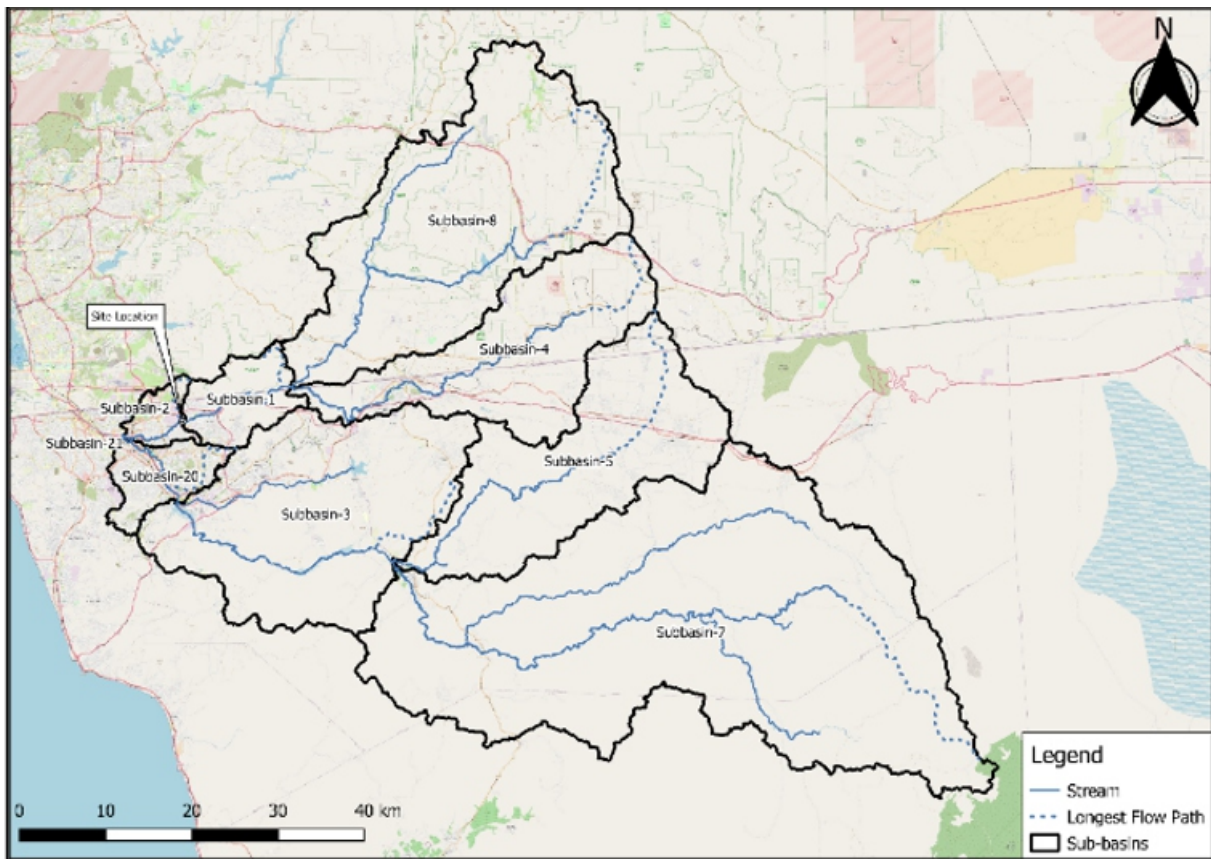 N
Subbasin-8
Site Location
Subbasin-4
Subbasin-1
Subbasin-2
Subbasin-21
Subbasin-5
Subbasin-20
Subbasin-3
Subbasin-7
Legend
Stream
Longest Flow Path
Sub-basins
0 10 20 30 40 km